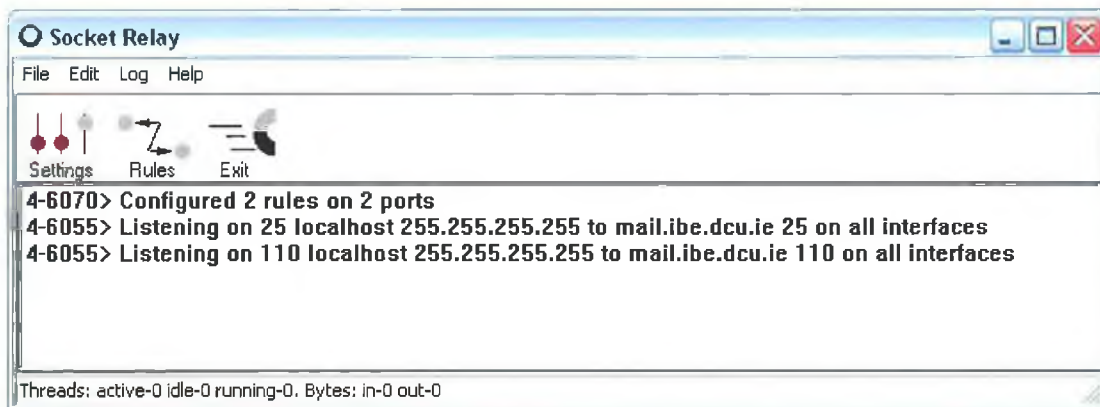 Socket Relay
File Edit Log Help
Settings Rules Exit
4-6070> Configured 2 rules on 2 ports
4-6055> Listening on 25 localhost 255.255.255.255 to mail.ibe.dcu.ie 25 on all interfaces
4-6055> Listening on 110 localhost 255.255.255.255 to mail.ibe.dcu.ie 110 on all interfaces
Threads: active-0 idle-0 running-0. Bytes: in-0 out-0